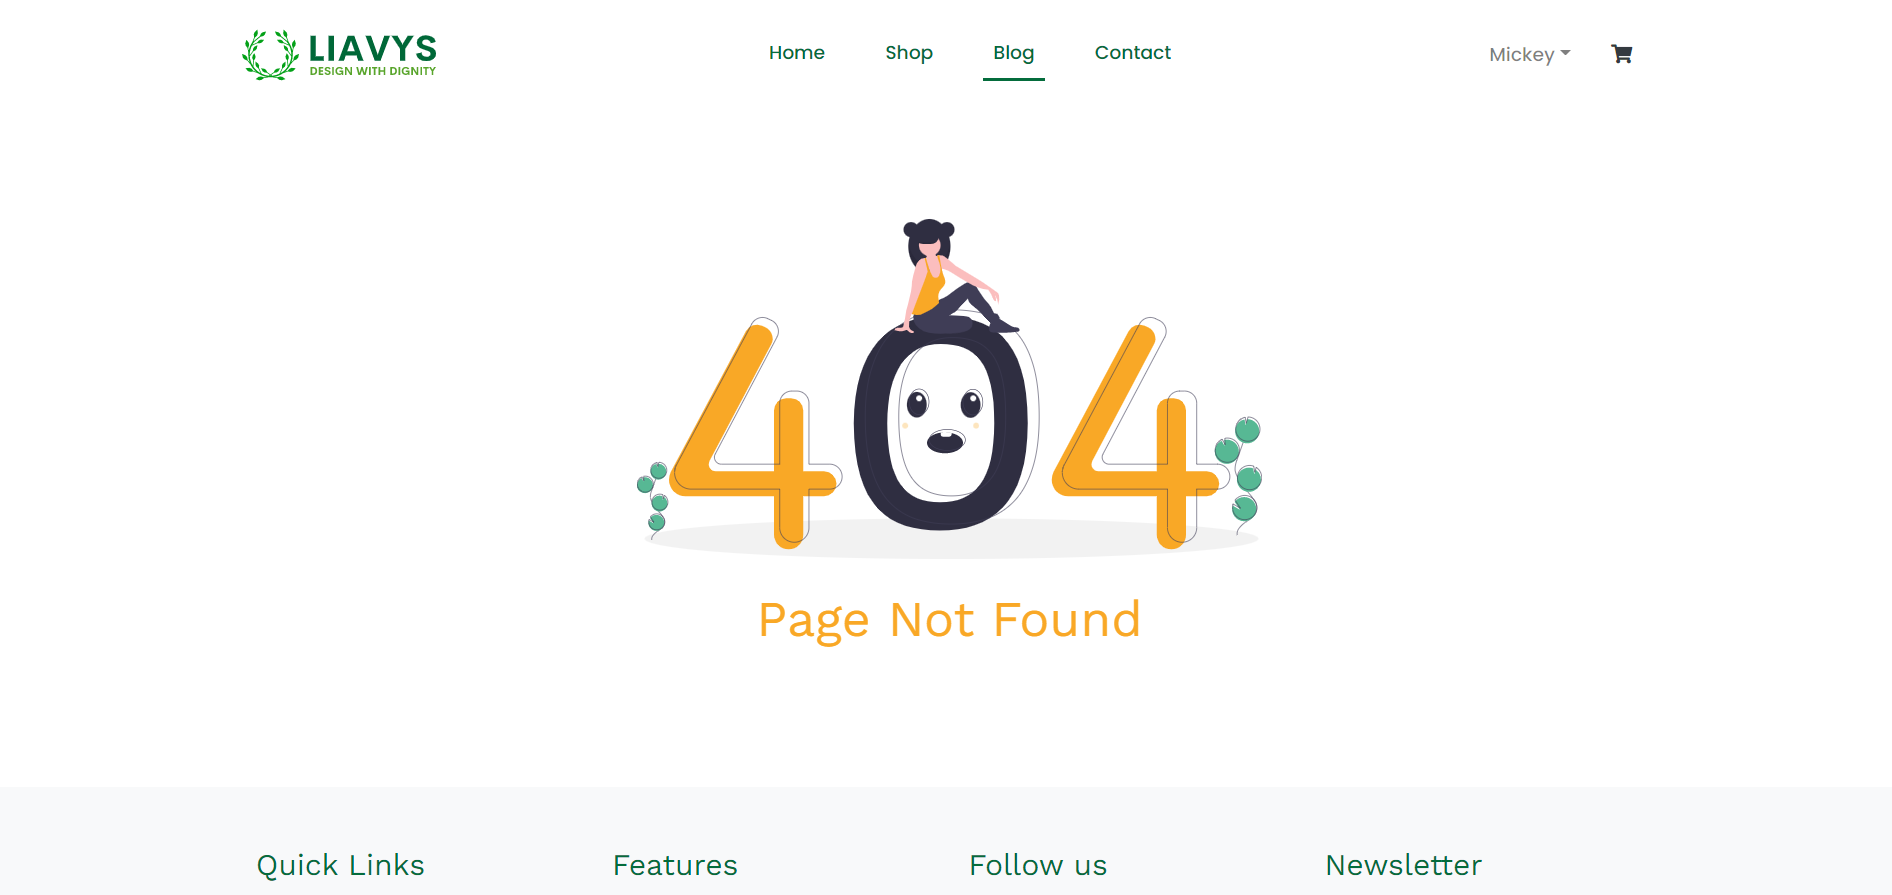 LIAVYS
DESIGN WITH DIGNITY
Home Shop Blog Contact
Mickey
404
Page Not Found
Quick Links Features Follow us Newsletter